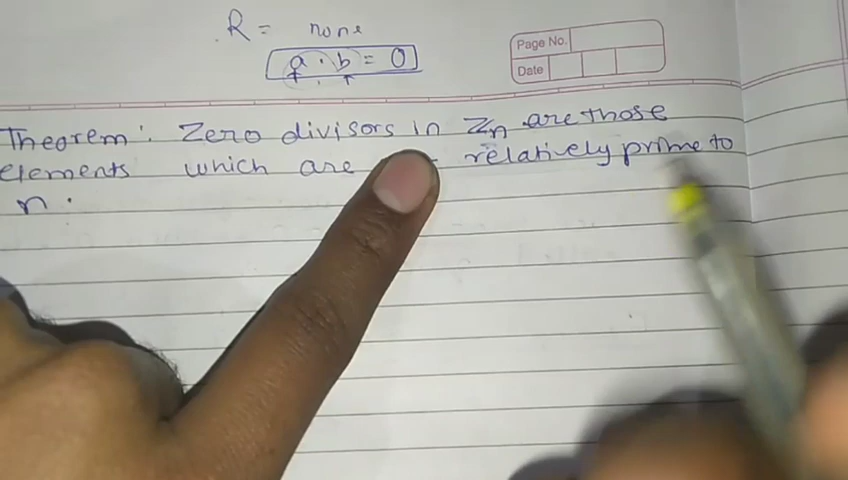 R = none
a · b = 0
Page No.
Date
Theorem: Zero divisors in Zn are those
elements which are relatively prime to
n.